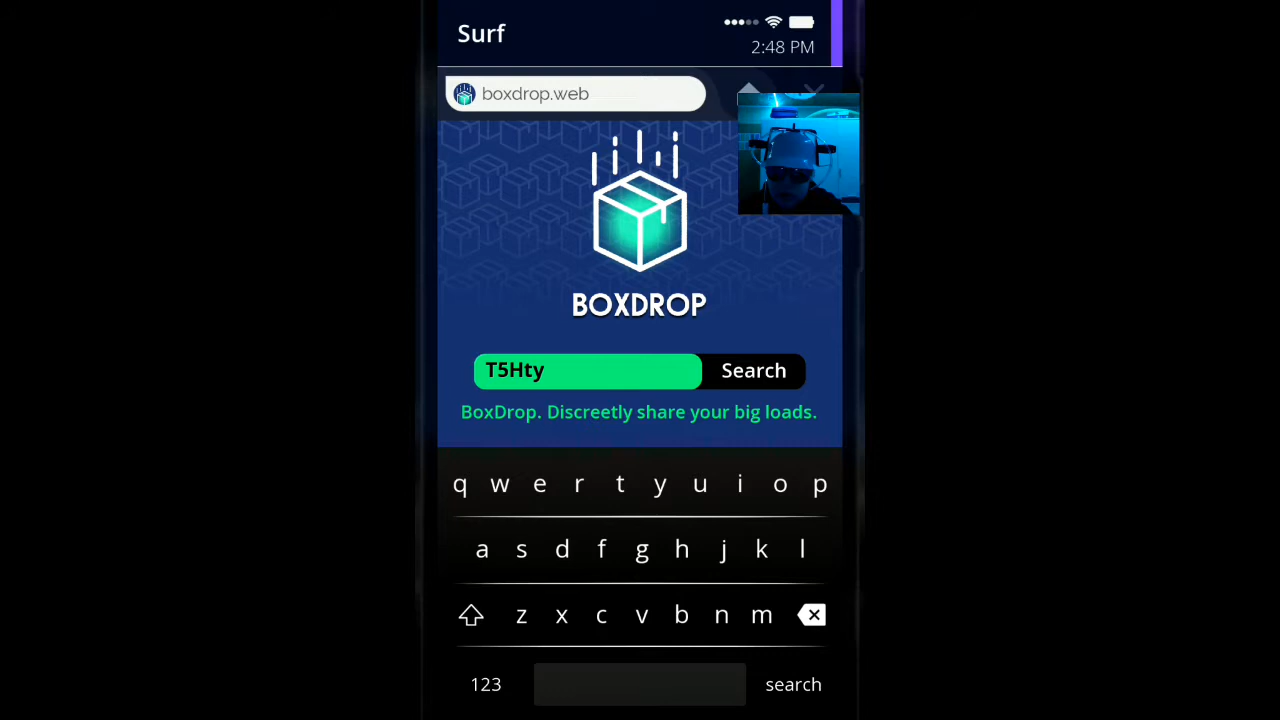 Surf
2:48 PM
boxdrop.web
BOXDROP
T5Hty Search
BoxDrop. Discreetly share your big loads.
q w e r t y u i o p
a s d f g h j k l
z x c v b n m
123 search